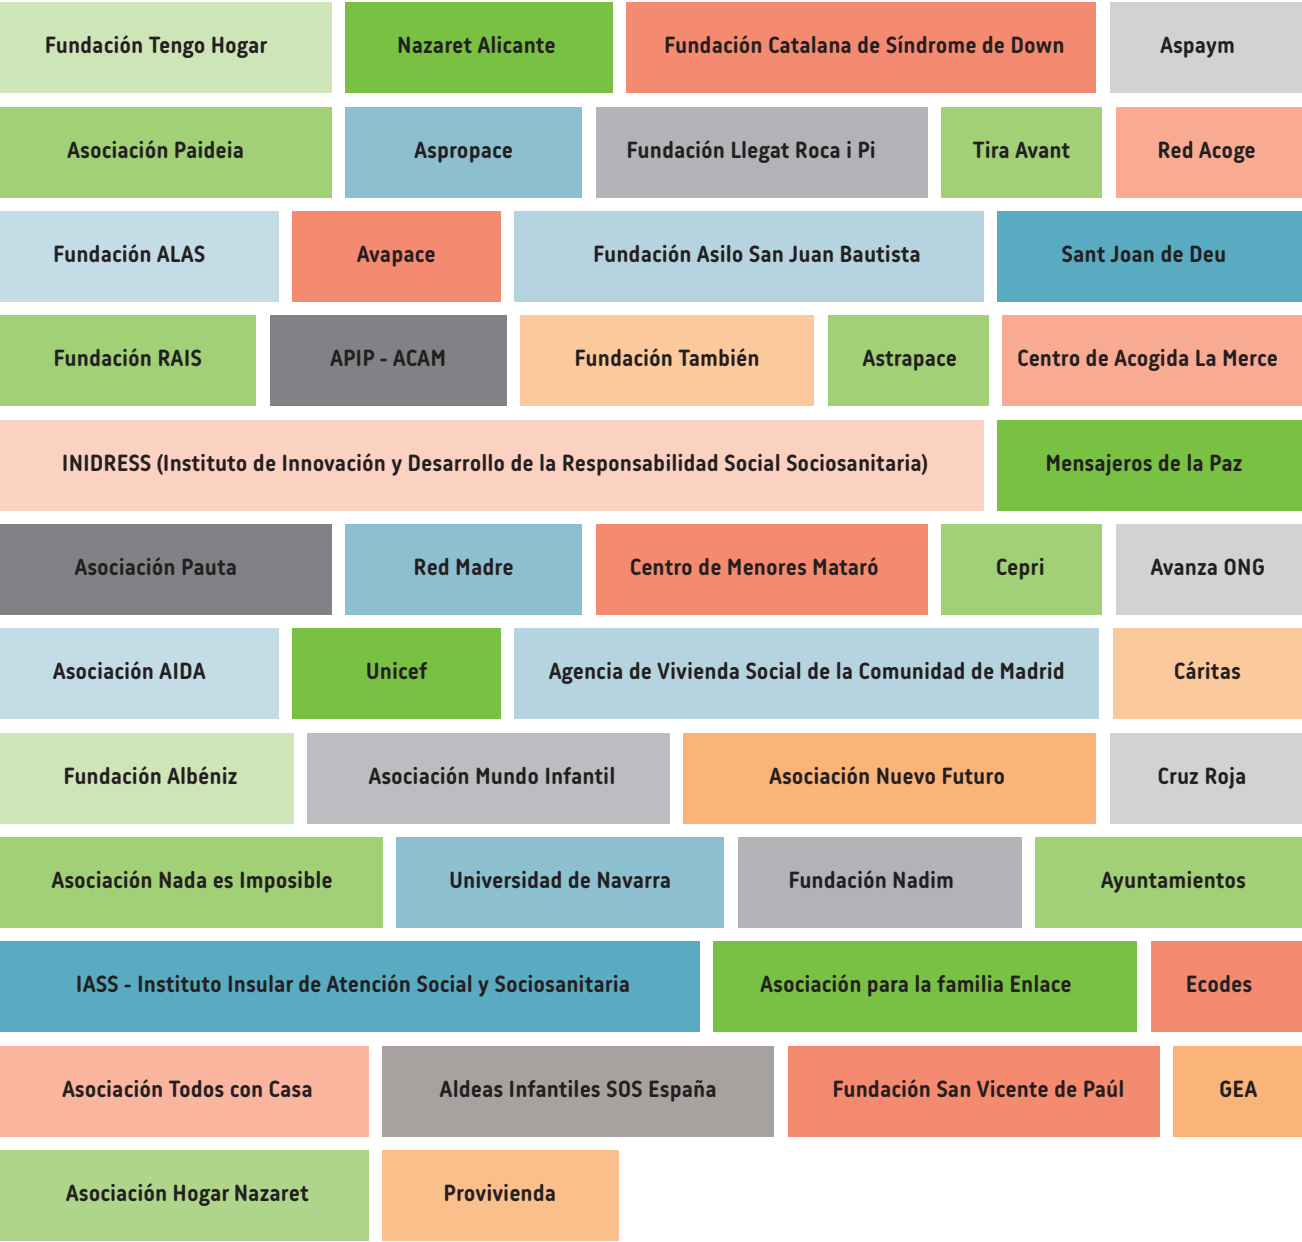 Fundación Tengo Hogar
Nazaret Alicante
Fundación Catalana de Síndrome de Down
Aspaym
Asociación Paideia
Aspropace
Fundación Llegat Roca i Pi
Tira Avant
Red Acoge
Fundación ALAS
Avapace
Fundación Asilo San Juan Bautista
Sant Joan de Deu
Fundación RAIS
APIP - ACAM
Fundación También
Astrapace
Centro de Acogida La Merce
INIDRESS (Instituto de Innovación y Desarrollo de la Responsabilidad Social Sociosanitaria)
Mensajeros de la Paz
Asociación Pauta
Red Madre
Centro de Menores Mataró
Cepri
Avanza ONG
Asociación AIDA
Unicef
Agencia de Vivienda Social de la Comunidad de Madrid
Cáritas
Fundación Albéniz
Asociación Mundo Infantil
Asociación Nuevo Futuro
Cruz Roja
Asociación Nada es Imposible
Universidad de Navarra
Fundación Nadim
Ayuntamientos
IASS - Instituto Insular de Atención Social y Sociosanitaria
Asociación para la familia Enlace
Ecodes
Asociación Todos con Casa
Aldeas Infantiles SOS España
Fundación San Vicente de Paúl
GEA
Asociación Hogar Nazaret
Provivienda